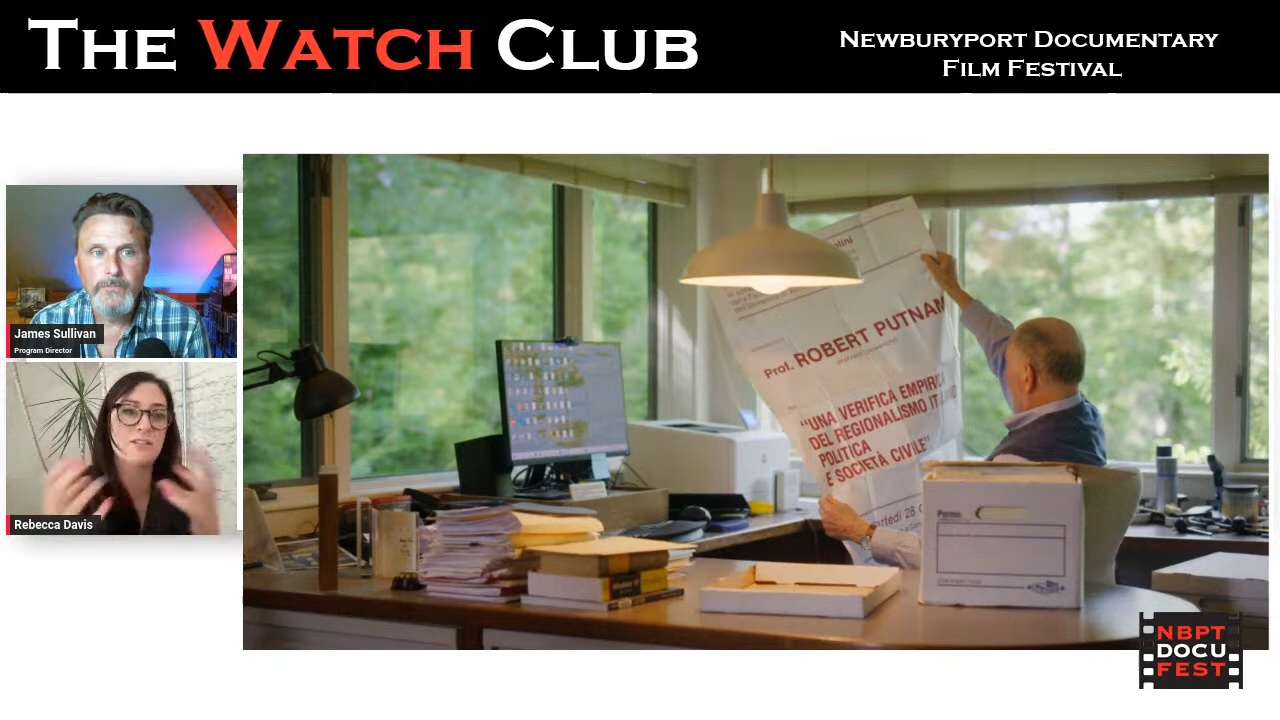 THE WATCH CLUB
NEWBURYPORT DOCUMENTARY
FILM FESTIVAL
James Sullivan
Program Director
Rebecca Davis
Prof. ROBERT PUTNAM
"UNA VERIFICA EMPIRICA
DEL REGIONALISMO
POLITICA
E SOCIETÀ CIVILE"
NBPT
DOCU
FEST